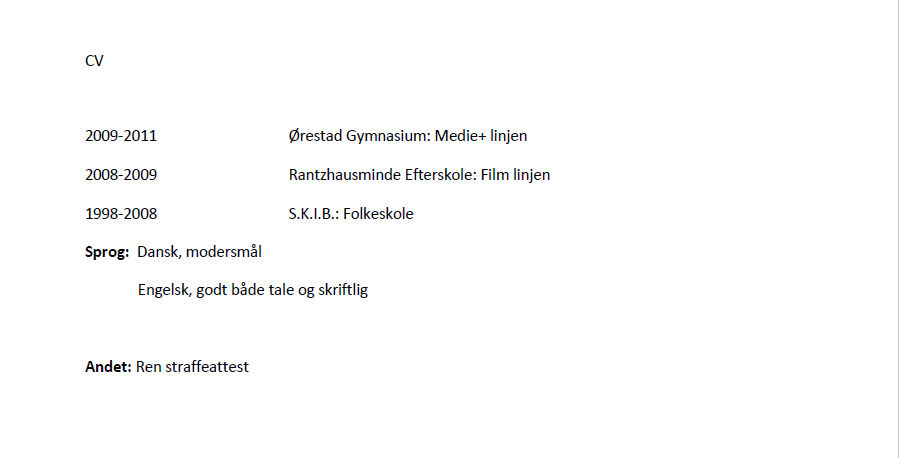 CV
2009-2011 Ørestad Gymnasium: Medie+ linjen
2008-2009 Rantzhausminde Efterskole: Film linjen
1998-2008 S.K.I.B.: Folkeskole
Sprog: Dansk, modersmål
Engelsk, godt både tale og skriftlig
Andet: Ren straffeattest